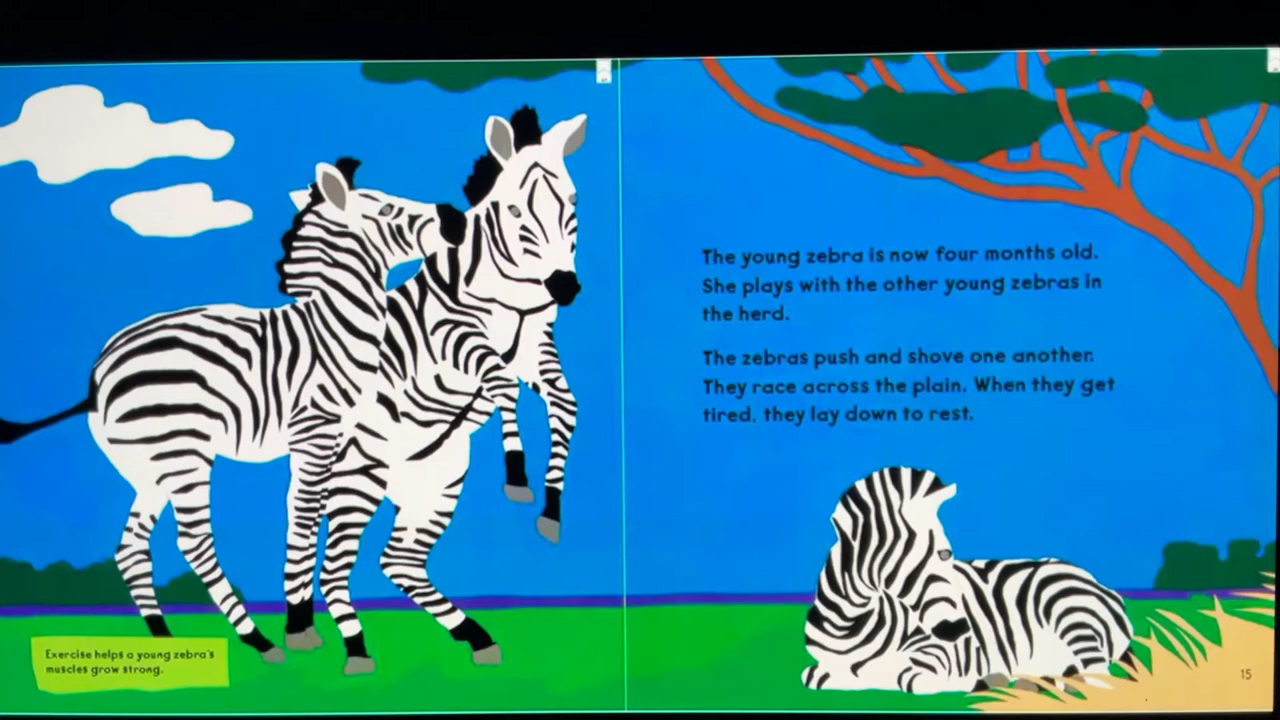 The young zebra is now four months old.
She plays with the other young zebras in
the herd.
The zebras push and shove one another.
They race across the plain. When they get
tired, they lay down to rest.
Exercise helps a young zebra's
muscles grow strong.
15